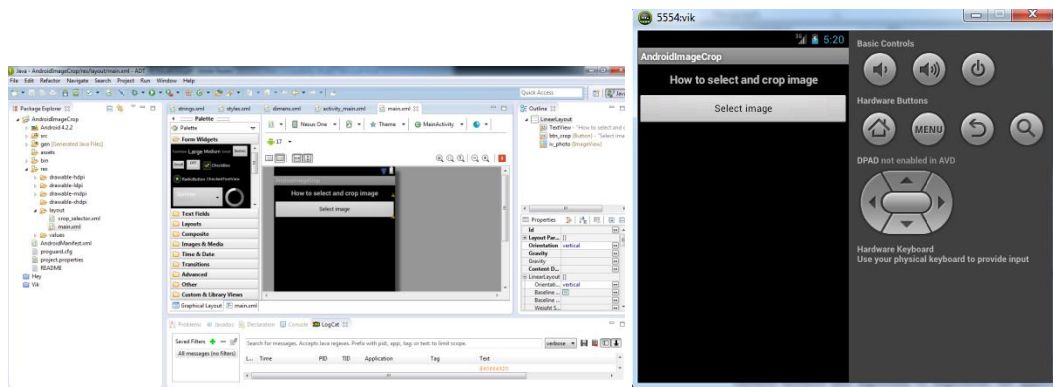 Java - AndroidImageCrop/res/layout/main.xml - ADT
File Edit Refactor Navigate Search Project Run Window Help
Quick Access
Java
Package Explorer
AndroidImageCrop
Android 4.2.2
src
gen [Generated Java Files]
assets
bin
res
drawable-hdpi
drawable-ldpi
drawable-mdpi
drawable-xhdpi
layout
crop_selector.xml
main.xml
values
AndroidManifest.xml
proguard.cfg
project.properties
README
Hey
Vik
strings.xml
styles.xml
dimens.xml
activity_main.xml
main.xml
Palette
Palette
Form Widgets
Large Medium
CheckBox
RadioButton CheckedTextView
Text Fields
Layouts
Composite
Images & Media
Time & Date
Transitions
Advanced
Other
Custom & Library Views
Graphical Layout
main.xml
Nexus One
Theme
MainActivity
17
AndroidImageCrop
How to select and crop image
Select image
Outline
LinearLayout
TextView - "How to select and c
btn_crop (Button) - "Select ima
iv_photo (ImageView)
Properties
Id
Layout Par... []
Orientation vertical
Gravity
Gravity
Content D...
LinearLayout []
Orientati... vertical
Baseline ...
Baseline ...
Weight S...
Problems Javadoc Declaration Console LogCat
Saved Filters
All messages (no filters)
Search for messages. Accepts Java regexes. Prefix with pid:, app:, tag: or text: to limit scope.
verbose
L... Time PID TID Application Tag Text
5554:vik
3G 5:20
AndroidImageCrop
How to select and crop image
Select image
Basic Controls
Hardware Buttons
MENU
DPAD not enabled in AVD
Hardware Keyboard
Use your physical keyboard to provide input